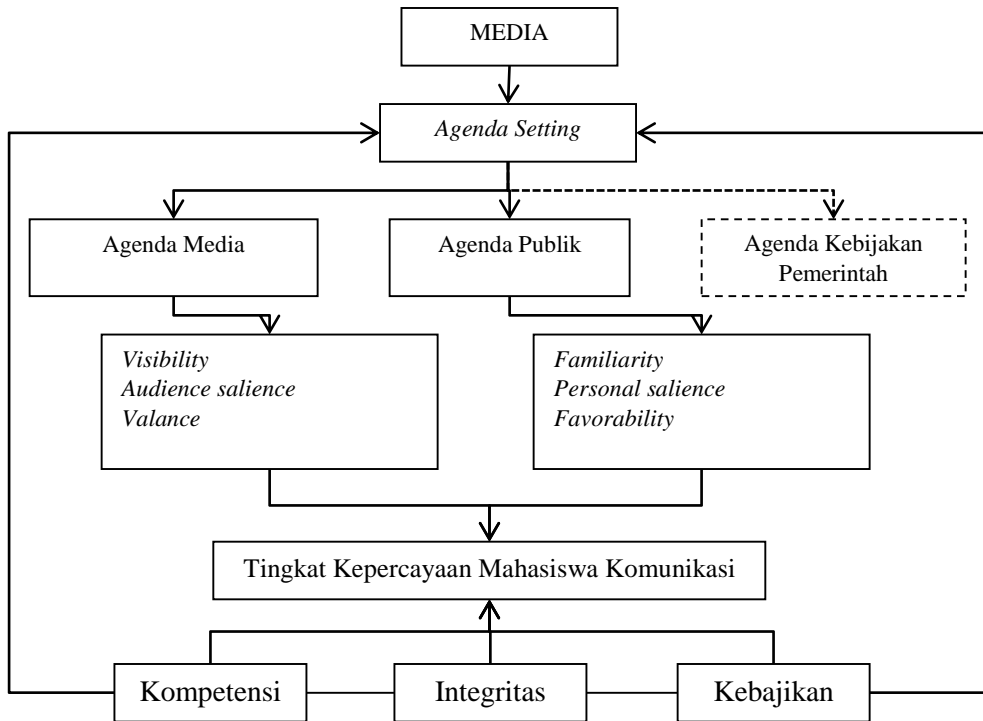 MEDIA
Agenda Setting
Agenda Media
Agenda Publik
Agenda Kebijakan
Pemerintah
Visibility
Audience salience
Valance
Familiarity
Personal salience
Favorability
Tingkat Kepercayaan Mahasiswa Komunikasi
Kompetensi
Integritas
Kebajikan